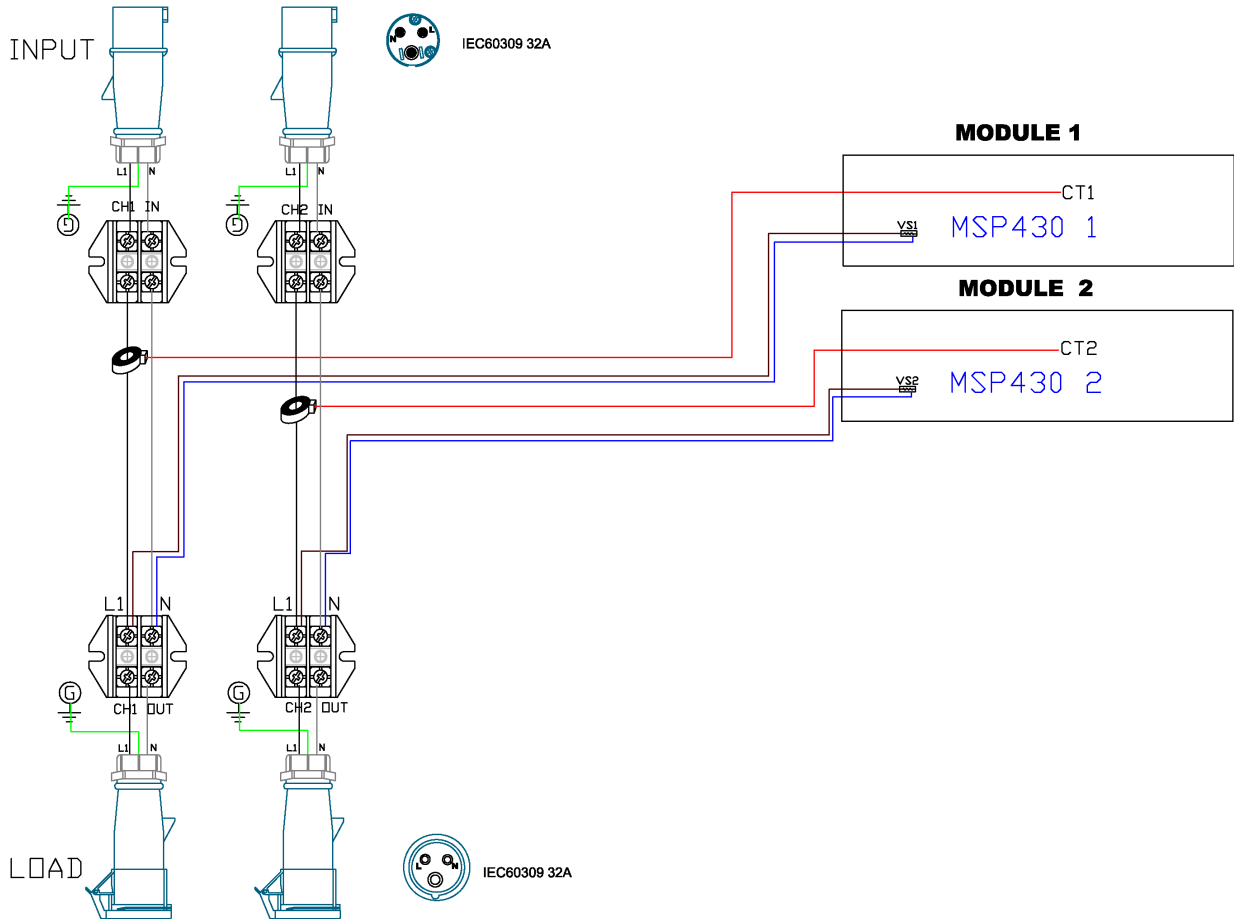 INPUT
N L
IEC60309 32A
L1 N
L1 N
G
G
CH1 IN
CH2 IN
MODULE 1
CT1
VS1
MSP430 1
MODULE 2
CT2
VS2
MSP430 2
L1 N
L1 N
G
G
CH1 OUT
CH2 OUT
L1 N
L1 N
LOAD
L N
IEC60309 32A